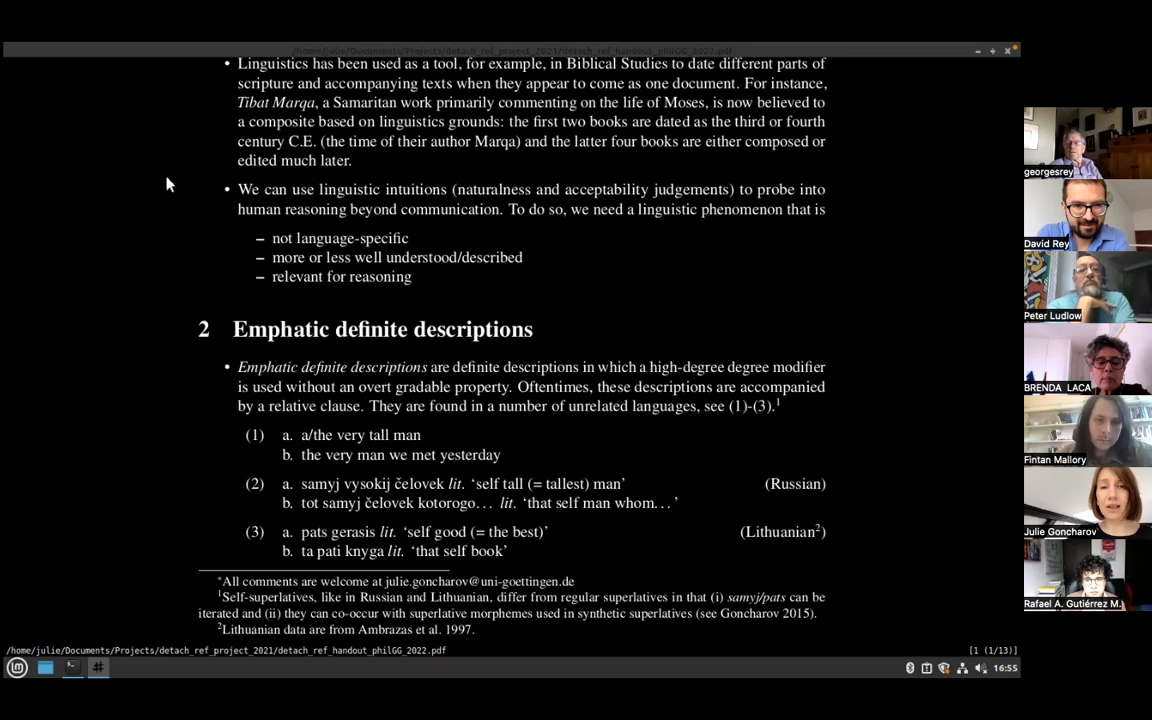 /home/julie/Documents/Projects/detach_ref_project_2021/detach_ref_handout_philGG_2022.pdf
• Linguistics has been used as a tool, for example, in Biblical Studies to date different parts of
scripture and accompanying texts when they appear to come as one document. For instance,
Tibat Marqa, a Samaritan work primarily commenting on the life of Moses, is now believed to
a composite based on linguistics grounds: the first two books are dated as the third or fourth
century C.E. (the time of their author Marqa) and the latter four books are either composed or
edited much later.
• We can use linguistic intuitions (naturalness and acceptability judgements) to probe into
human reasoning beyond communication. To do so, we need a linguistic phenomenon that is
– not language-specific
– more or less well understood/described
– relevant for reasoning
2 Emphatic definite descriptions
• Emphatic definite descriptions are definite descriptions in which a high-degree degree modifier
is used without an overt gradable property. Oftentimes, these descriptions are accompanied
by a relative clause. They are found in a number of unrelated languages, see (1)-(3).1
(1) a. a/the very tall man
b. the very man we met yesterday
(2) a. samyj vysokij čelovek lit. ‘self tall (= tallest) man’ (Russian)
b. tot samyj čelovek kotorogo... lit. ‘that self man whom...’
(3) a. pats gerasis lit. ‘self good (= the best)’ (Lithuanian2)
b. ta pati knyga lit. ‘that self book’
*All comments are welcome at julie.goncharov@uni-goettingen.de
1Self-superlatives, like in Russian and Lithuanian, differ from regular superlatives in that (i) samyj/pats can be
iterated and (ii) they can co-occur with superlative morphemes used in synthetic superlatives (see Goncharov 2015).
2Lithuanian data are from Ambrazas et al. 1997.
/home/julie/Documents/Projects/detach_ref_project_2021/detach_ref_handout_philGG_2022.pdf [1 (1/13)]
16:55
georgesrey
David Rey
Peter Ludlow
BRENDA LACA
Fintan Mallory
Julie Goncharov
Rafael A. Gutiérrez M.